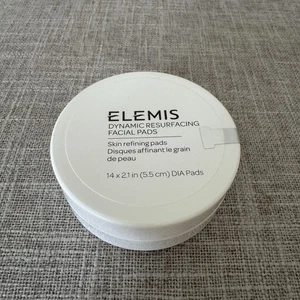 ELEMIS
DYNAMIC RESURFACING
FACIAL PADS
Skin refining pads
Disques affinant le grain
de peau
14 x 2.1 in (5.5 cm) DIA Pads